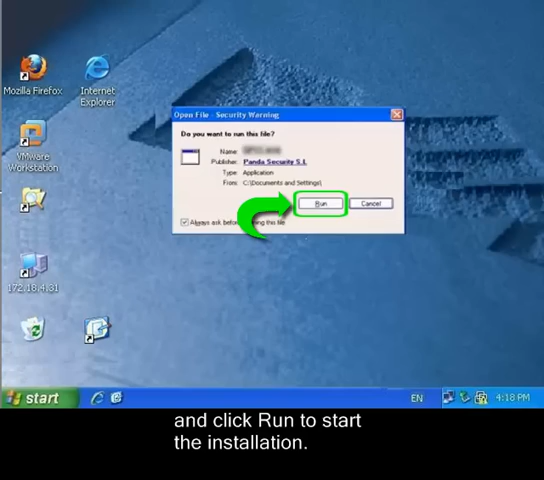 Mozilla Firefox
Internet
Explorer
VMware
Workstation
172.18.4.31
Open File - Security Warning
Do you want to run this file?
Name:
Publisher: Panda Security S.L
Type: Application
From: C:\Documents and Settings\
Run
Cancel
Always ask before
this file
start
EN
4:18 PM
and click Run to start
the installation.